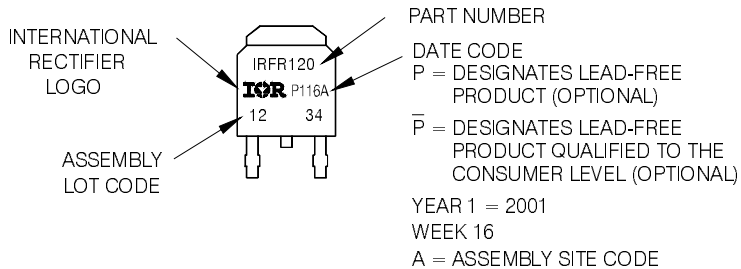 INTERNATIONAL
RECTIFIER
LOGO
ASSEMBLY
LOT CODE
IRFR120
IOR P116A
12 34
PART NUMBER
DATE CODE
P = DESIGNATES LEAD-FREE
PRODUCT (OPTIONAL)
P̅ = DESIGNATES LEAD-FREE
PRODUCT QUALIFIED TO THE
CONSUMER LEVEL (OPTIONAL)
YEAR 1 = 2001
WEEK 16
A = ASSEMBLY SITE CODE